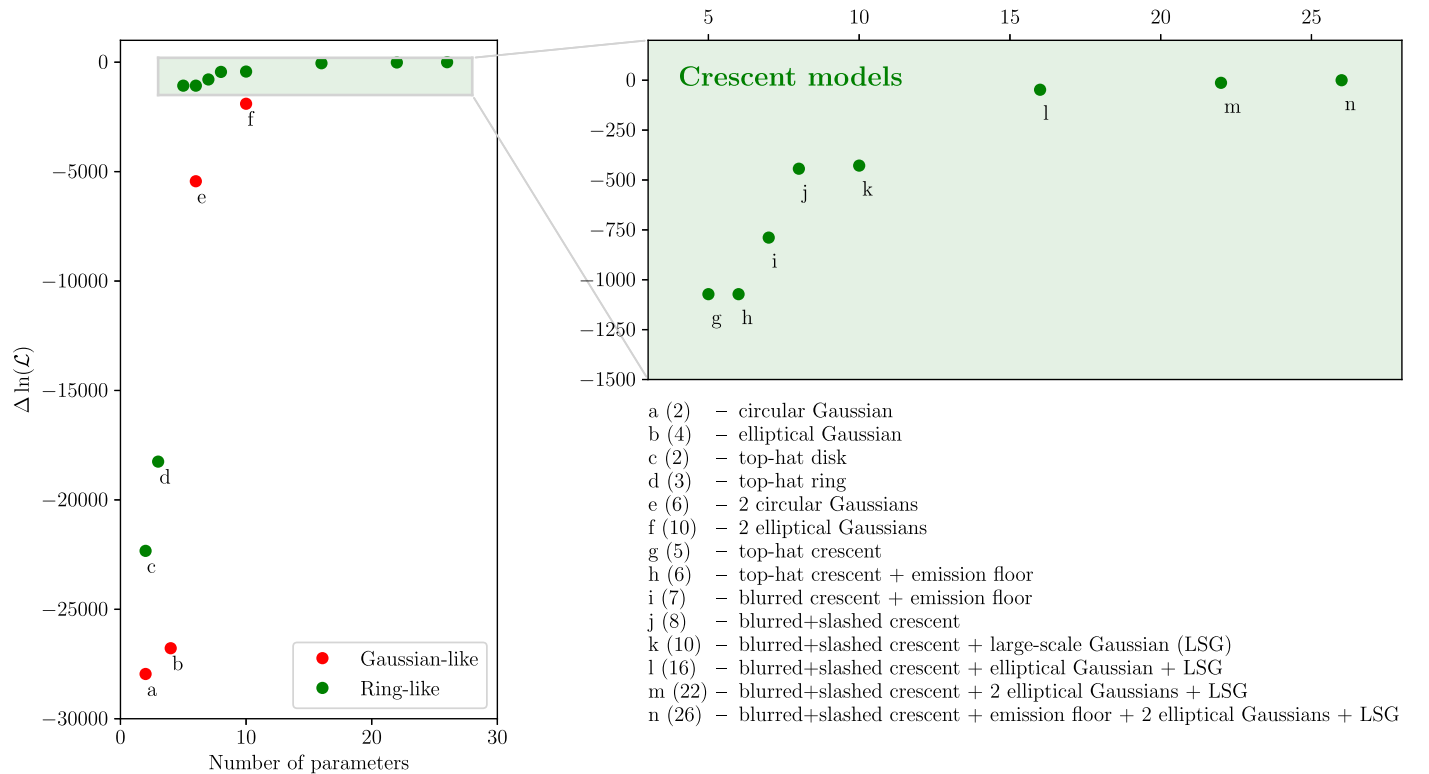 0
−5000
−10000
−15000
−20000
−25000
−30000
Δ ln(ℒ)
0
10
20
30
Number of parameters
f
e
d
c
b
a
Gaussian-like
Ring-like
5
10
15
20
25
0
−250
−500
−750
−1000
−1250
−1500
Crescent models
l
m
n
j
k
i
g
h
a (2) – circular Gaussian
b (4) – elliptical Gaussian
c (2) – top-hat disk
d (3) – top-hat ring
e (6) – 2 circular Gaussians
f (10) – 2 elliptical Gaussians
g (5) – top-hat crescent
h (6) – top-hat crescent + emission floor
i (7) – blurred crescent + emission floor
j (8) – blurred+slashed crescent
k (10) – blurred+slashed crescent + large-scale Gaussian (LSG)
l (16) – blurred+slashed crescent + elliptical Gaussian + LSG
m (22) – blurred+slashed crescent + 2 elliptical Gaussians + LSG
n (26) – blurred+slashed crescent + emission floor + 2 elliptical Gaussians + LSG